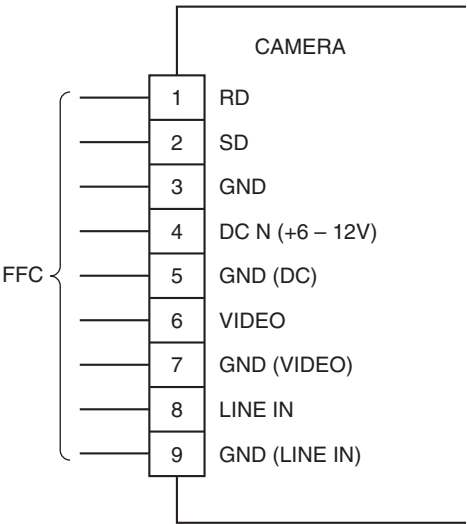 CAMERA
1 RD
2 SD
3 GND
4 DC N (+6 – 12V)
FFC 5 GND (DC)
6 VIDEO
7 GND (VIDEO)
8 LINE IN
9 GND (LINE IN)